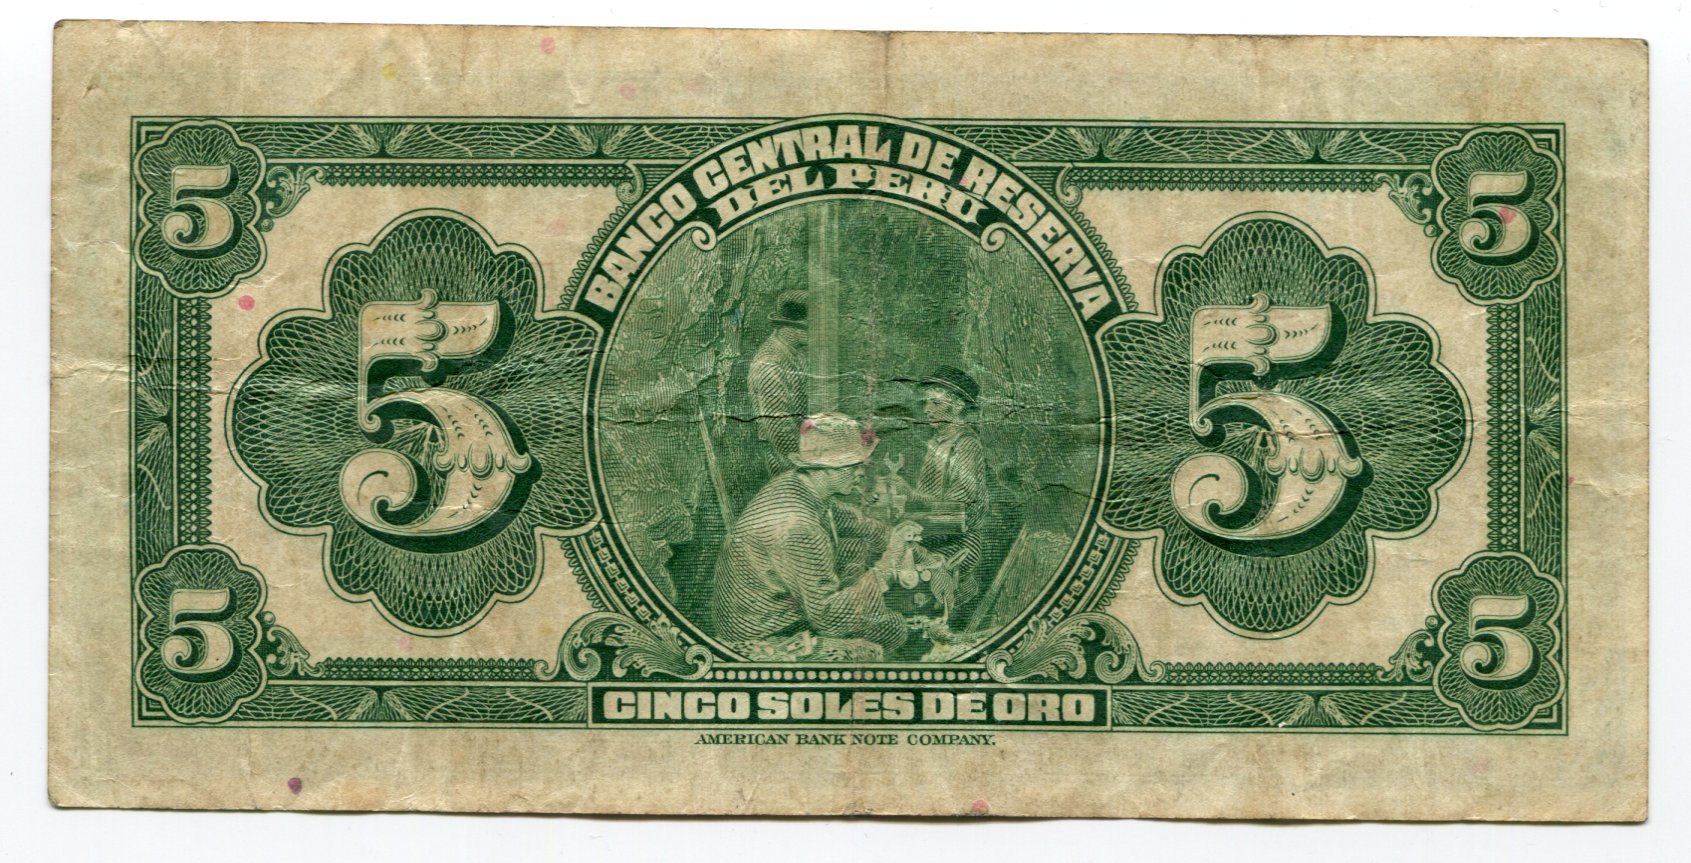 BANCO CENTRAL DE RESERVA
DEL PERU
5
5
5
5
5
5
CINCO SOLES DE ORO
AMERICAN BANK NOTE COMPANY.